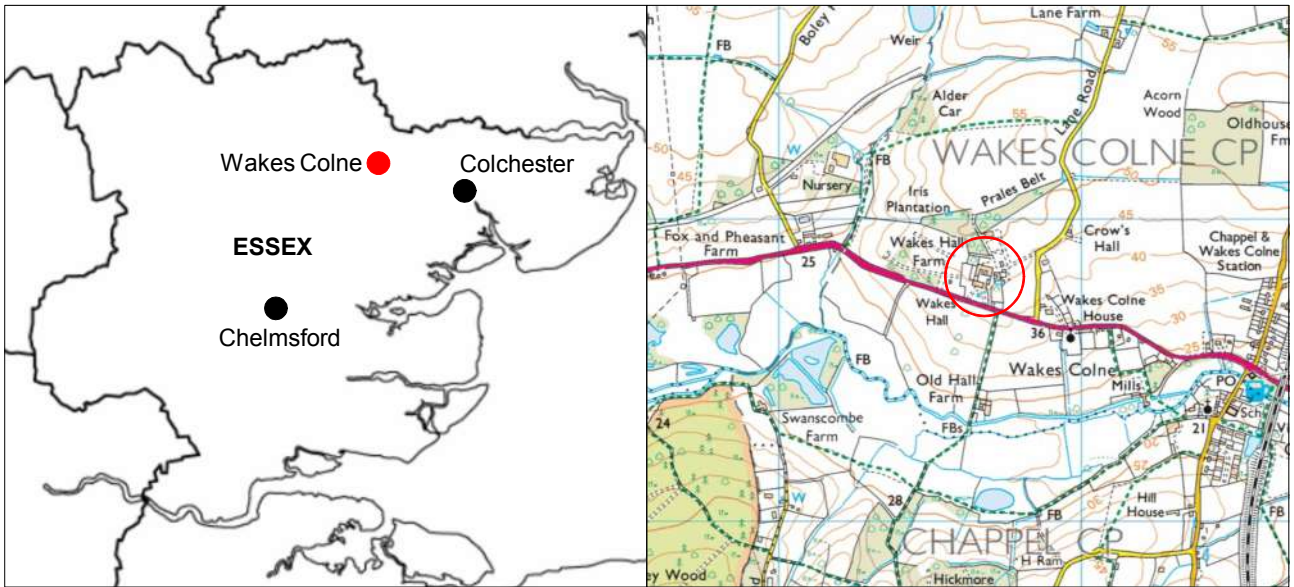 Wakes Colne
Colchester
ESSEX
Chelmsford
Lane Farm
55
FB
Boley
Weir
Lane Road
Alder
Car
55
Acorn
Wood
Oldhouse
Fm
50
WAKES COLNE CP
W
FB
45
50
Nursery
Iris
Plantation
Prales Belt
45
Fox and Pheasant
Farm
25
Wakes Hall
Farm
Crow's
Hall
40
Chappel &
Wakes Colne
Station
Wakes
Hall
Wakes Colne
House
35
30
25
36
FB
Old Hall
Farm
Wakes Colne
Mills
PO
Sch
Swanscombe
Farm
FBs
24
21
20
25
W
28
30
Hill
House
FB
FB
CHAPPEL CP
H Ram
ey Wood
Hickmore